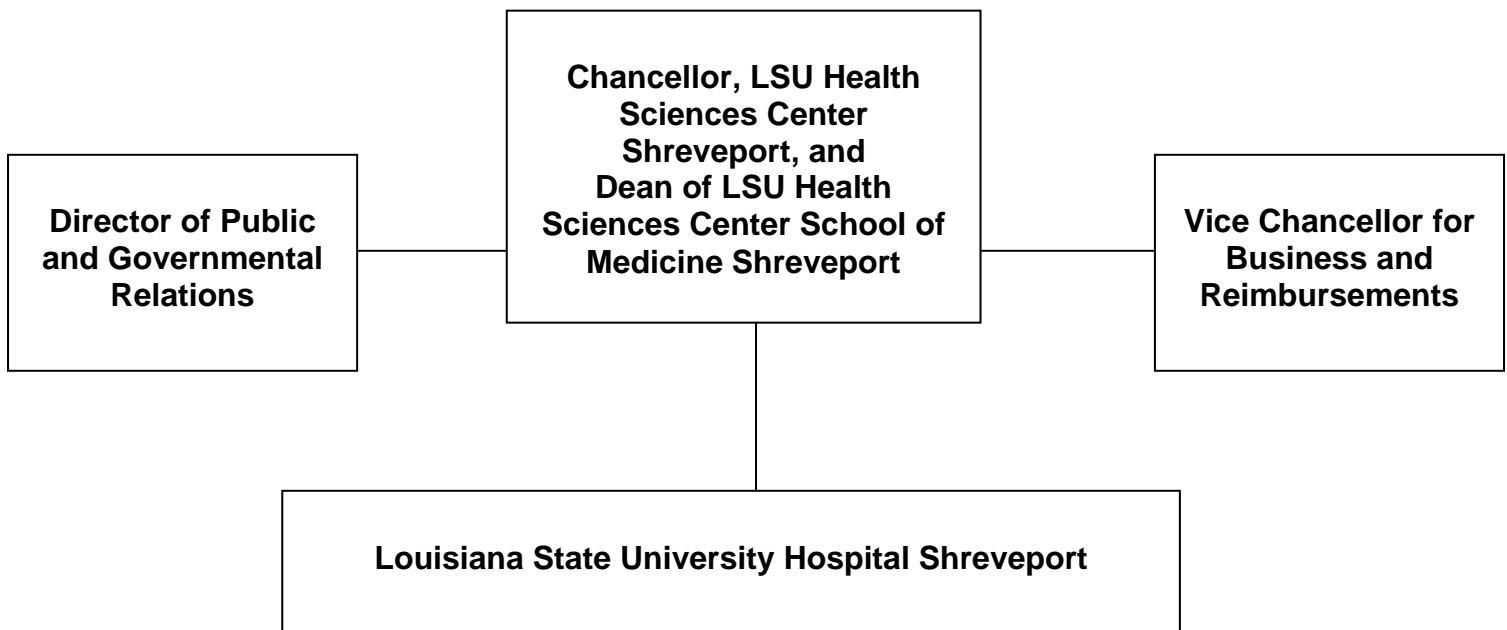 Chancellor, LSU Health
Sciences Center
Shreveport, and
Dean of LSU Health
Sciences Center School of
Medicine Shreveport
Director of Public
and Governmental
Relations
Vice Chancellor for
Business and
Reimbursements
Louisiana State University Hospital Shreveport